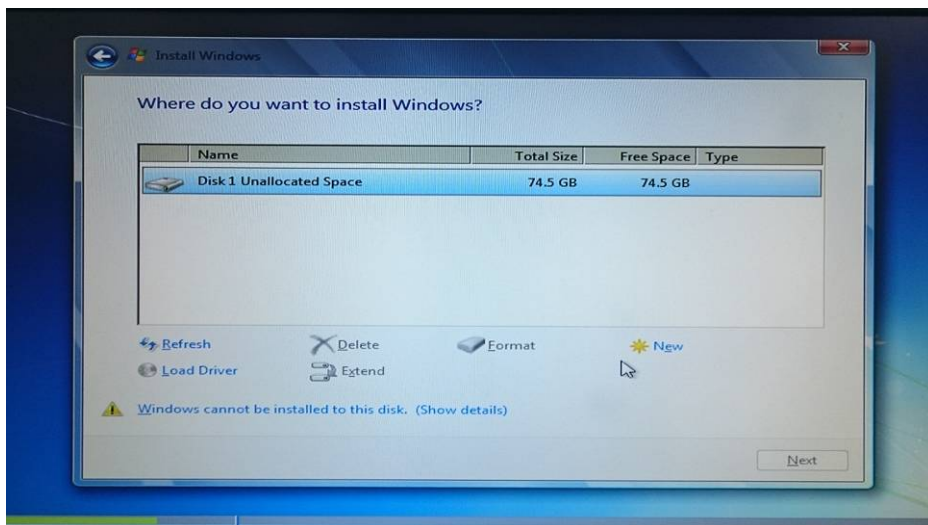 Install Windows
Where do you want to install Windows?
Name Total Size Free Space Type
Disk 1 Unallocated Space 74.5 GB 74.5 GB
Refresh Delete Format New
Load Driver Extend
Windows cannot be installed to this disk. (Show details)
Next